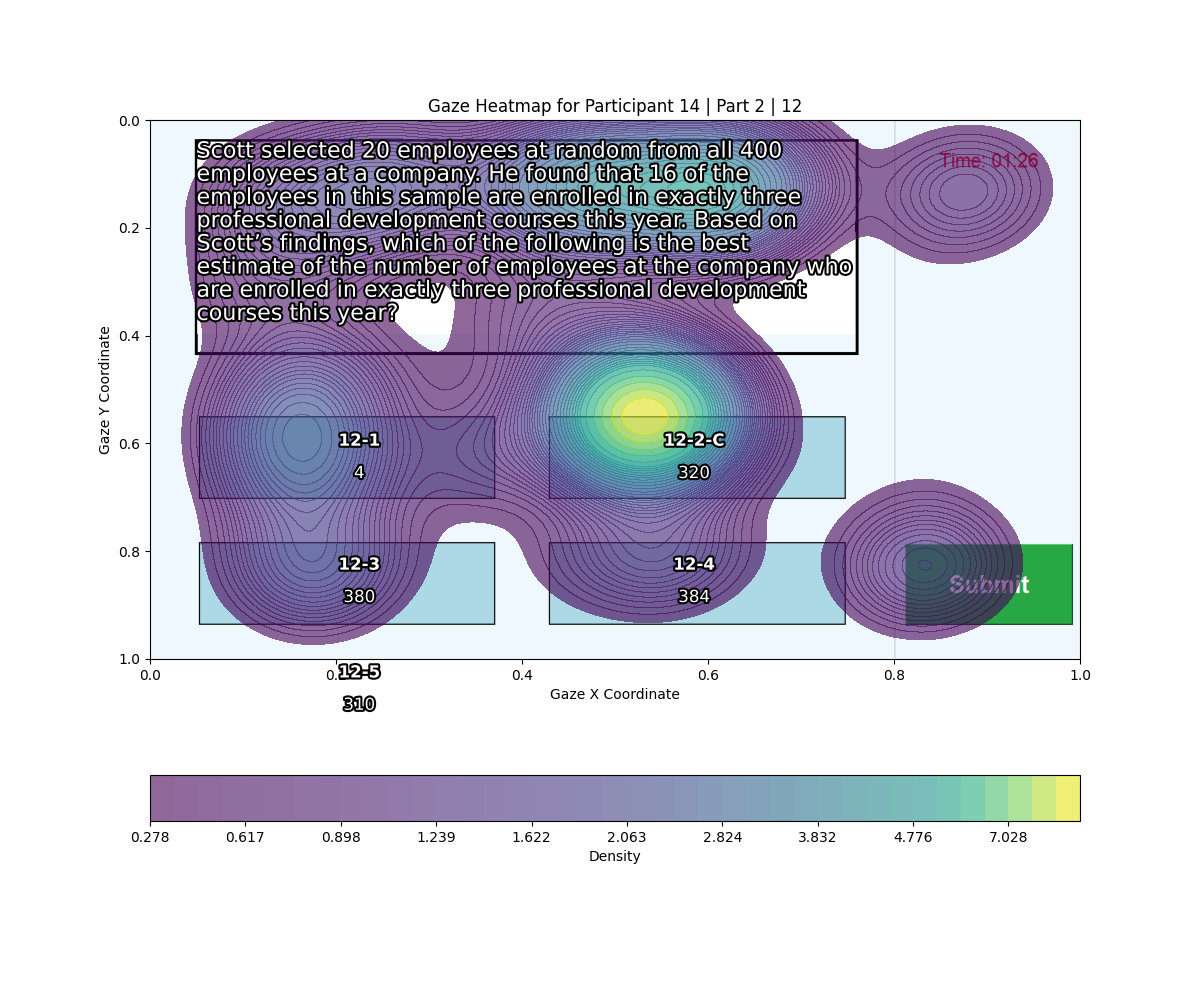 Gaze Heatmap for Participant 14 | Part 2 | 12
0.0
0.2
0.4
0.6
0.8
1.0
Gaze Y Coordinate
Scott selected 20 employees at random from all 400
employees at a company. He found that 16 of the
employees in this sample are enrolled in exactly three
professional development courses this year. Based on
Scott's findings, which of the following is the best
estimate of the number of employees at the company who
are enrolled in exactly three professional development
courses this year?
Time: 01:26
12-1
4
12-2-C
320
12-3
380
12-4
384
Submit
12-5
310
0.0 0.4 0.6 0.8 1.0
Gaze X Coordinate
0.278 0.617 0.898 1.239 1.622 2.063 2.824 3.832 4.776 7.028
Density